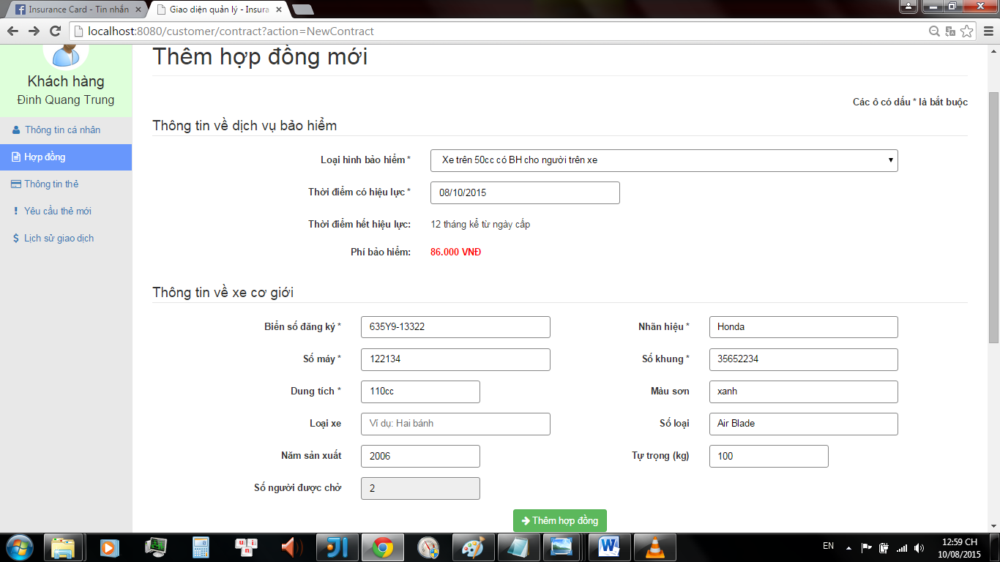 Insurance Card - Tin nhắn
Giao diện quản lý - Insura
localhost:8080/customer/contract?action=NewContract
Khách hàng
Đinh Quang Trung
Thông tin cá nhân
Hợp đồng
Thông tin thẻ
Yêu cầu thẻ mới
Lịch sử giao dịch
Thêm hợp đồng mới
Các ô có dấu * là bắt buộc
Thông tin về dịch vụ bảo hiểm
Loại hình bảo hiểm * Xe trên 50cc có BH cho người trên xe
Thời điểm có hiệu lực * 08/10/2015
Thời điểm hết hiệu lực: 12 tháng kể từ ngày cấp
Phí bảo hiểm: 86.000 VNĐ
Thông tin về xe cơ giới
Biển số đăng ký * 635Y9-13322 Nhãn hiệu * Honda
Số máy * 122134 Số khung * 35652234
Dung tích * 110cc Màu sơn xanh
Loại xe Ví dụ: Hai bánh Số loại Air Blade
Năm sản xuất 2006 Tự trọng (kg) 100
Số người được chở 2
Thêm hợp đồng
EN 12:59 CH
10/08/2015